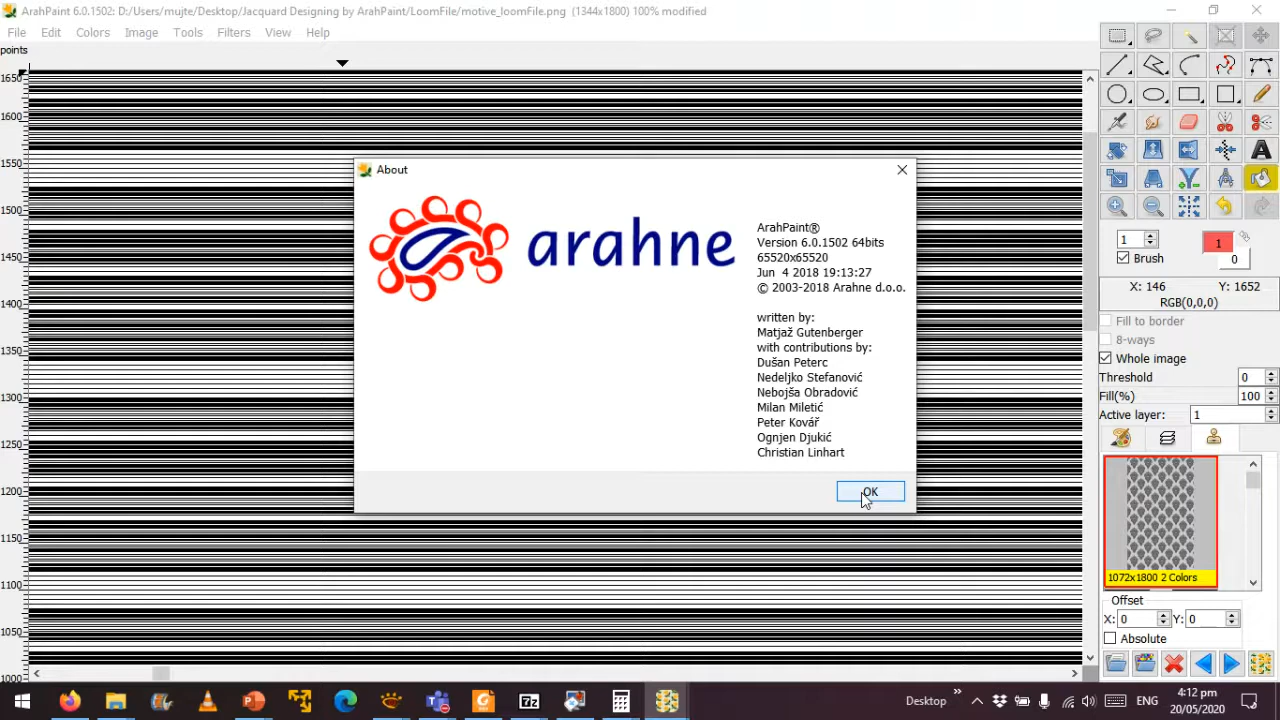 ArahPaint 6.0.1502: D:/Users/mujte/Desktop/Jacquard Designing by ArahPaint/LoomFile/motive_loomFile.png (1344x1800) 100% modified
File Edit Colors Image Tools Filters View Help
points
1650
1600
1550
1500
1450
1400
1350
1300
1250
1200
1150
1100
1050
1000
About
arahne
ArahPaint®
Version 6.0.1502 64bits
65520x65520
Jun 4 2018 19:13:27
© 2003-2018 Arahne d.o.o.
written by:
Matjaž Gutenberger
with contributions by:
Dušan Peterc
Nedeljko Stefanović
Nebojša Obradović
Milan Miletić
Peter Kovář
Ognjen Djukić
Christian Linhart
OK
A
1
Brush
1
0
X: 146 Y: 1652
RGB(0,0,0)
Fill to border
8-ways
Whole image
Threshold 0
Fill(%) 100
Active layer: 1
1072x1800 2 Colors
Offset
X: 0 Y: 0
Absolute
7z
Desktop
ENG
4:12 pm
20/05/2020